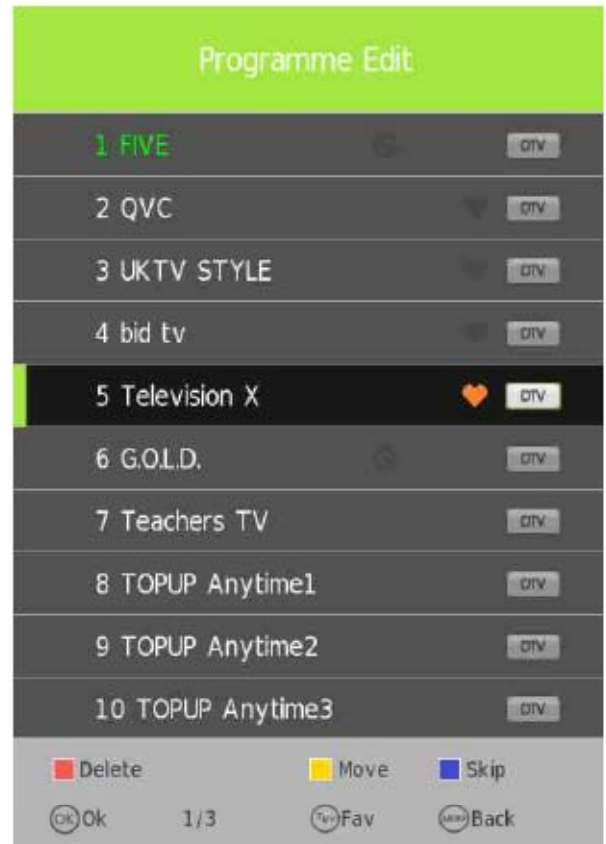 Programme Edit
1 FIVE DTV
2 QVC DTV
3 UKTV STYLE DTV
4 bid tv DTV
5 Television X DTV
6 G.O.L.D. DTV
7 Teachers TV DTV
8 TOPUP Anytime1 DTV
9 TOPUP Anytime2 DTV
10 TOPUP Anytime3 DTV
Delete Move Skip
OK Ok 1/3 Fav Back